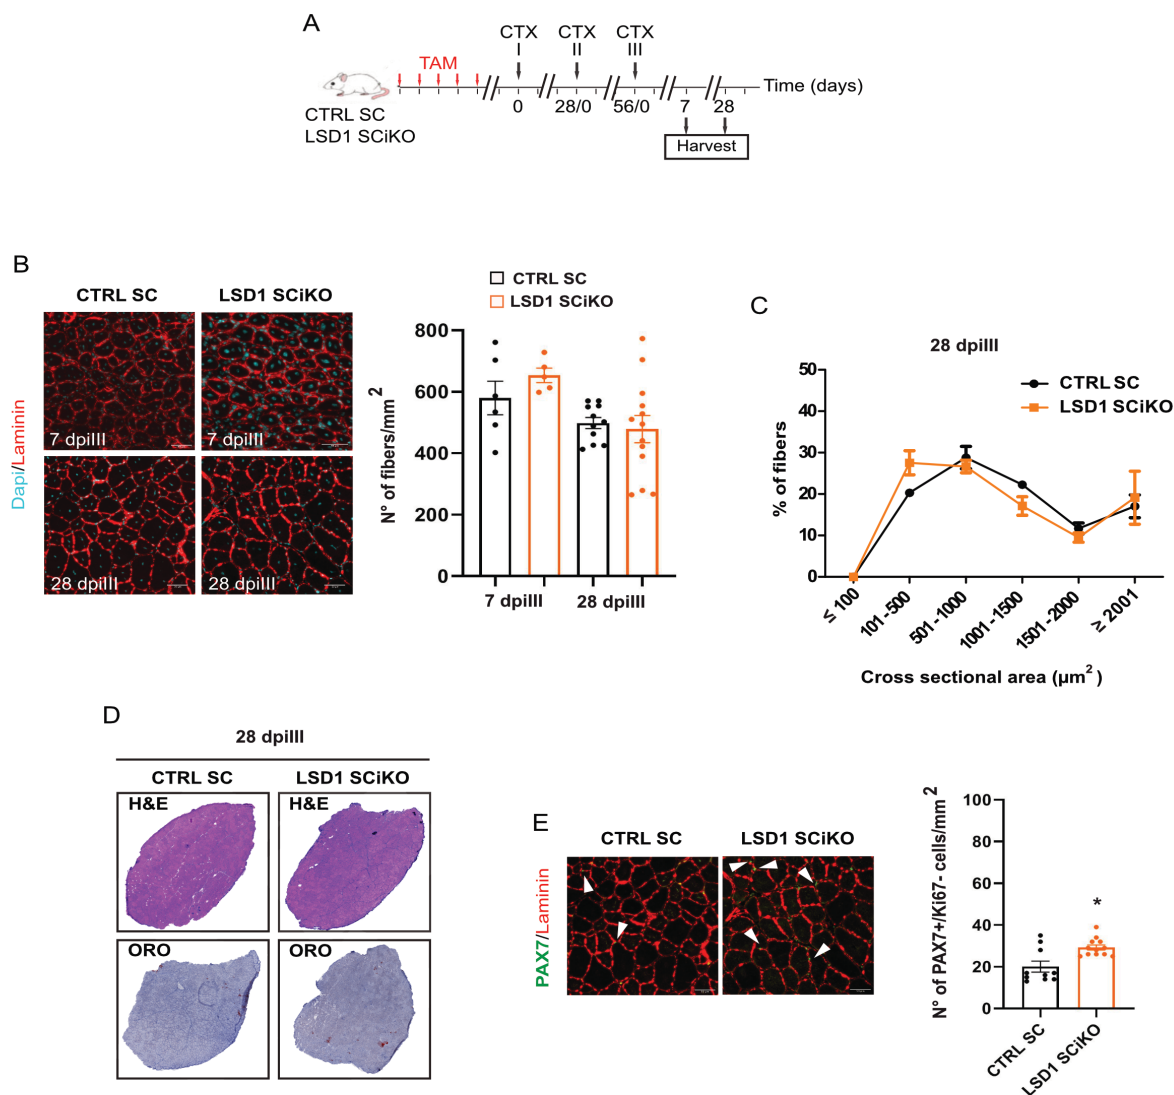 A
CTX CTX CTX
I II III
TAM
Time (days)
0 28/0 56/0 7 28
CTRL SC
LSD1 SCiKO
Harvest
B
CTRL SC LSD1 SCiKO
Dapi/Laminin
7 dpiIII 7 dpiIII
28 dpiIII 28 dpiIII
CTRL SC
LSD1 SCiKO
N° of fibers/mm²
800
600
400
200
0
7 dpiIII 28 dpiIII
C
28 dpiIII
CTRL SC
LSD1 SCiKO
% of fibers
50
40
30
20
10
0
≤ 100 101-500 501-1000 1001-1500 1501-2000 ≥ 2001
Cross sectional area (µm²)
D
28 dpiIII
CTRL SC LSD1 SCiKO
H&E H&E
ORO ORO
E
CTRL SC LSD1 SCiKO
PAX7/Laminin
N° of PAX7+/Ki67- cells/mm²
100
80
60
40
20
0
*
CTRL SC LSD1 SCiKO